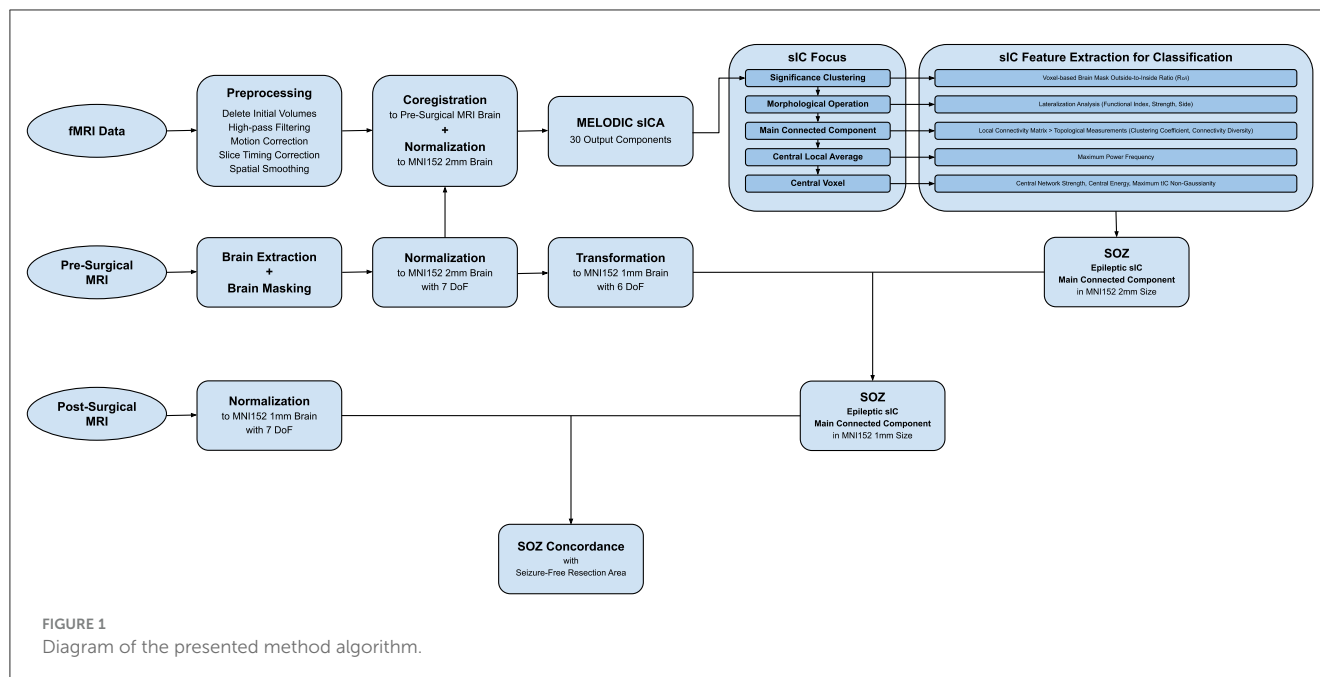 fMRI Data
Preprocessing
Delete Initial Volumes
High-pass Filtering
Motion Correction
Slice Timing Correction
Spatial Smoothing
Coregistration
to Pre-Surgical MRI Brain
+
Normalization
to MNI152 2mm Brain
MELODIC sICA
30 Output Components
sIC Focus
Significance Clustering
Morphological Operation
Main Connected Component
Central Local Average
Central Voxel
sIC Feature Extraction for Classification
Voxel-based Brain Mask Outside-to-Inside Ratio (Roi)
Lateralization Analysis (Functional Index, Strength, Side)
Local Connectivity Matrix > Topological Measurements (Clustering Coefficient, Connectivity Diversity)
Maximum Power Frequency
Central Network Strength, Central Energy, Maximum tIC Non-Gaussianity
Pre-Surgical
MRI
Brain Extraction
+
Brain Masking
Normalization
to MNI152 2mm Brain
with 7 DoF
Transformation
to MNI152 1mm Brain
with 6 DoF
SOZ
Epileptic sIC
Main Connected Component
in MNI152 2mm Size
Post-Surgical
MRI
Normalization
to MNI152 1mm Brain
with 7 DoF
SOZ
Epileptic sIC
Main Connected Component
in MNI152 1mm Size
SOZ Concordance
with
Seizure-Free Resection Area
FIGURE 1
Diagram of the presented method algorithm.